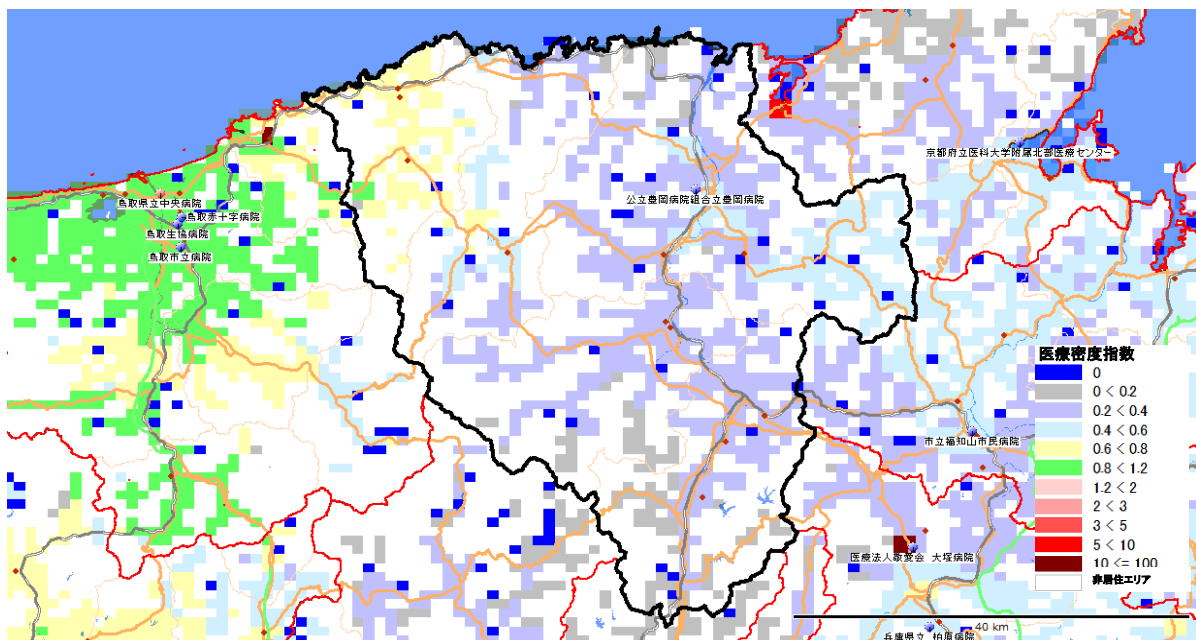 京都府立医科大学附属北部医療センター
公立豊岡病院組合立豊岡病院
鳥取県立中央病院
鳥取赤十字病院
鳥取生協病院
鳥取市立病院
医療密度指数
0
0 < 0.2
0.2 < 0.4
0.4 < 0.6
0.6 < 0.8
0.8 < 1.2
1.2 < 2
2 < 3
3 < 5
5 < 10
10 <= 100
非居住エリア
市立福知山市民病院
医療法人敬愛会 大塚病院
40 km
兵庫県立 柏原病院